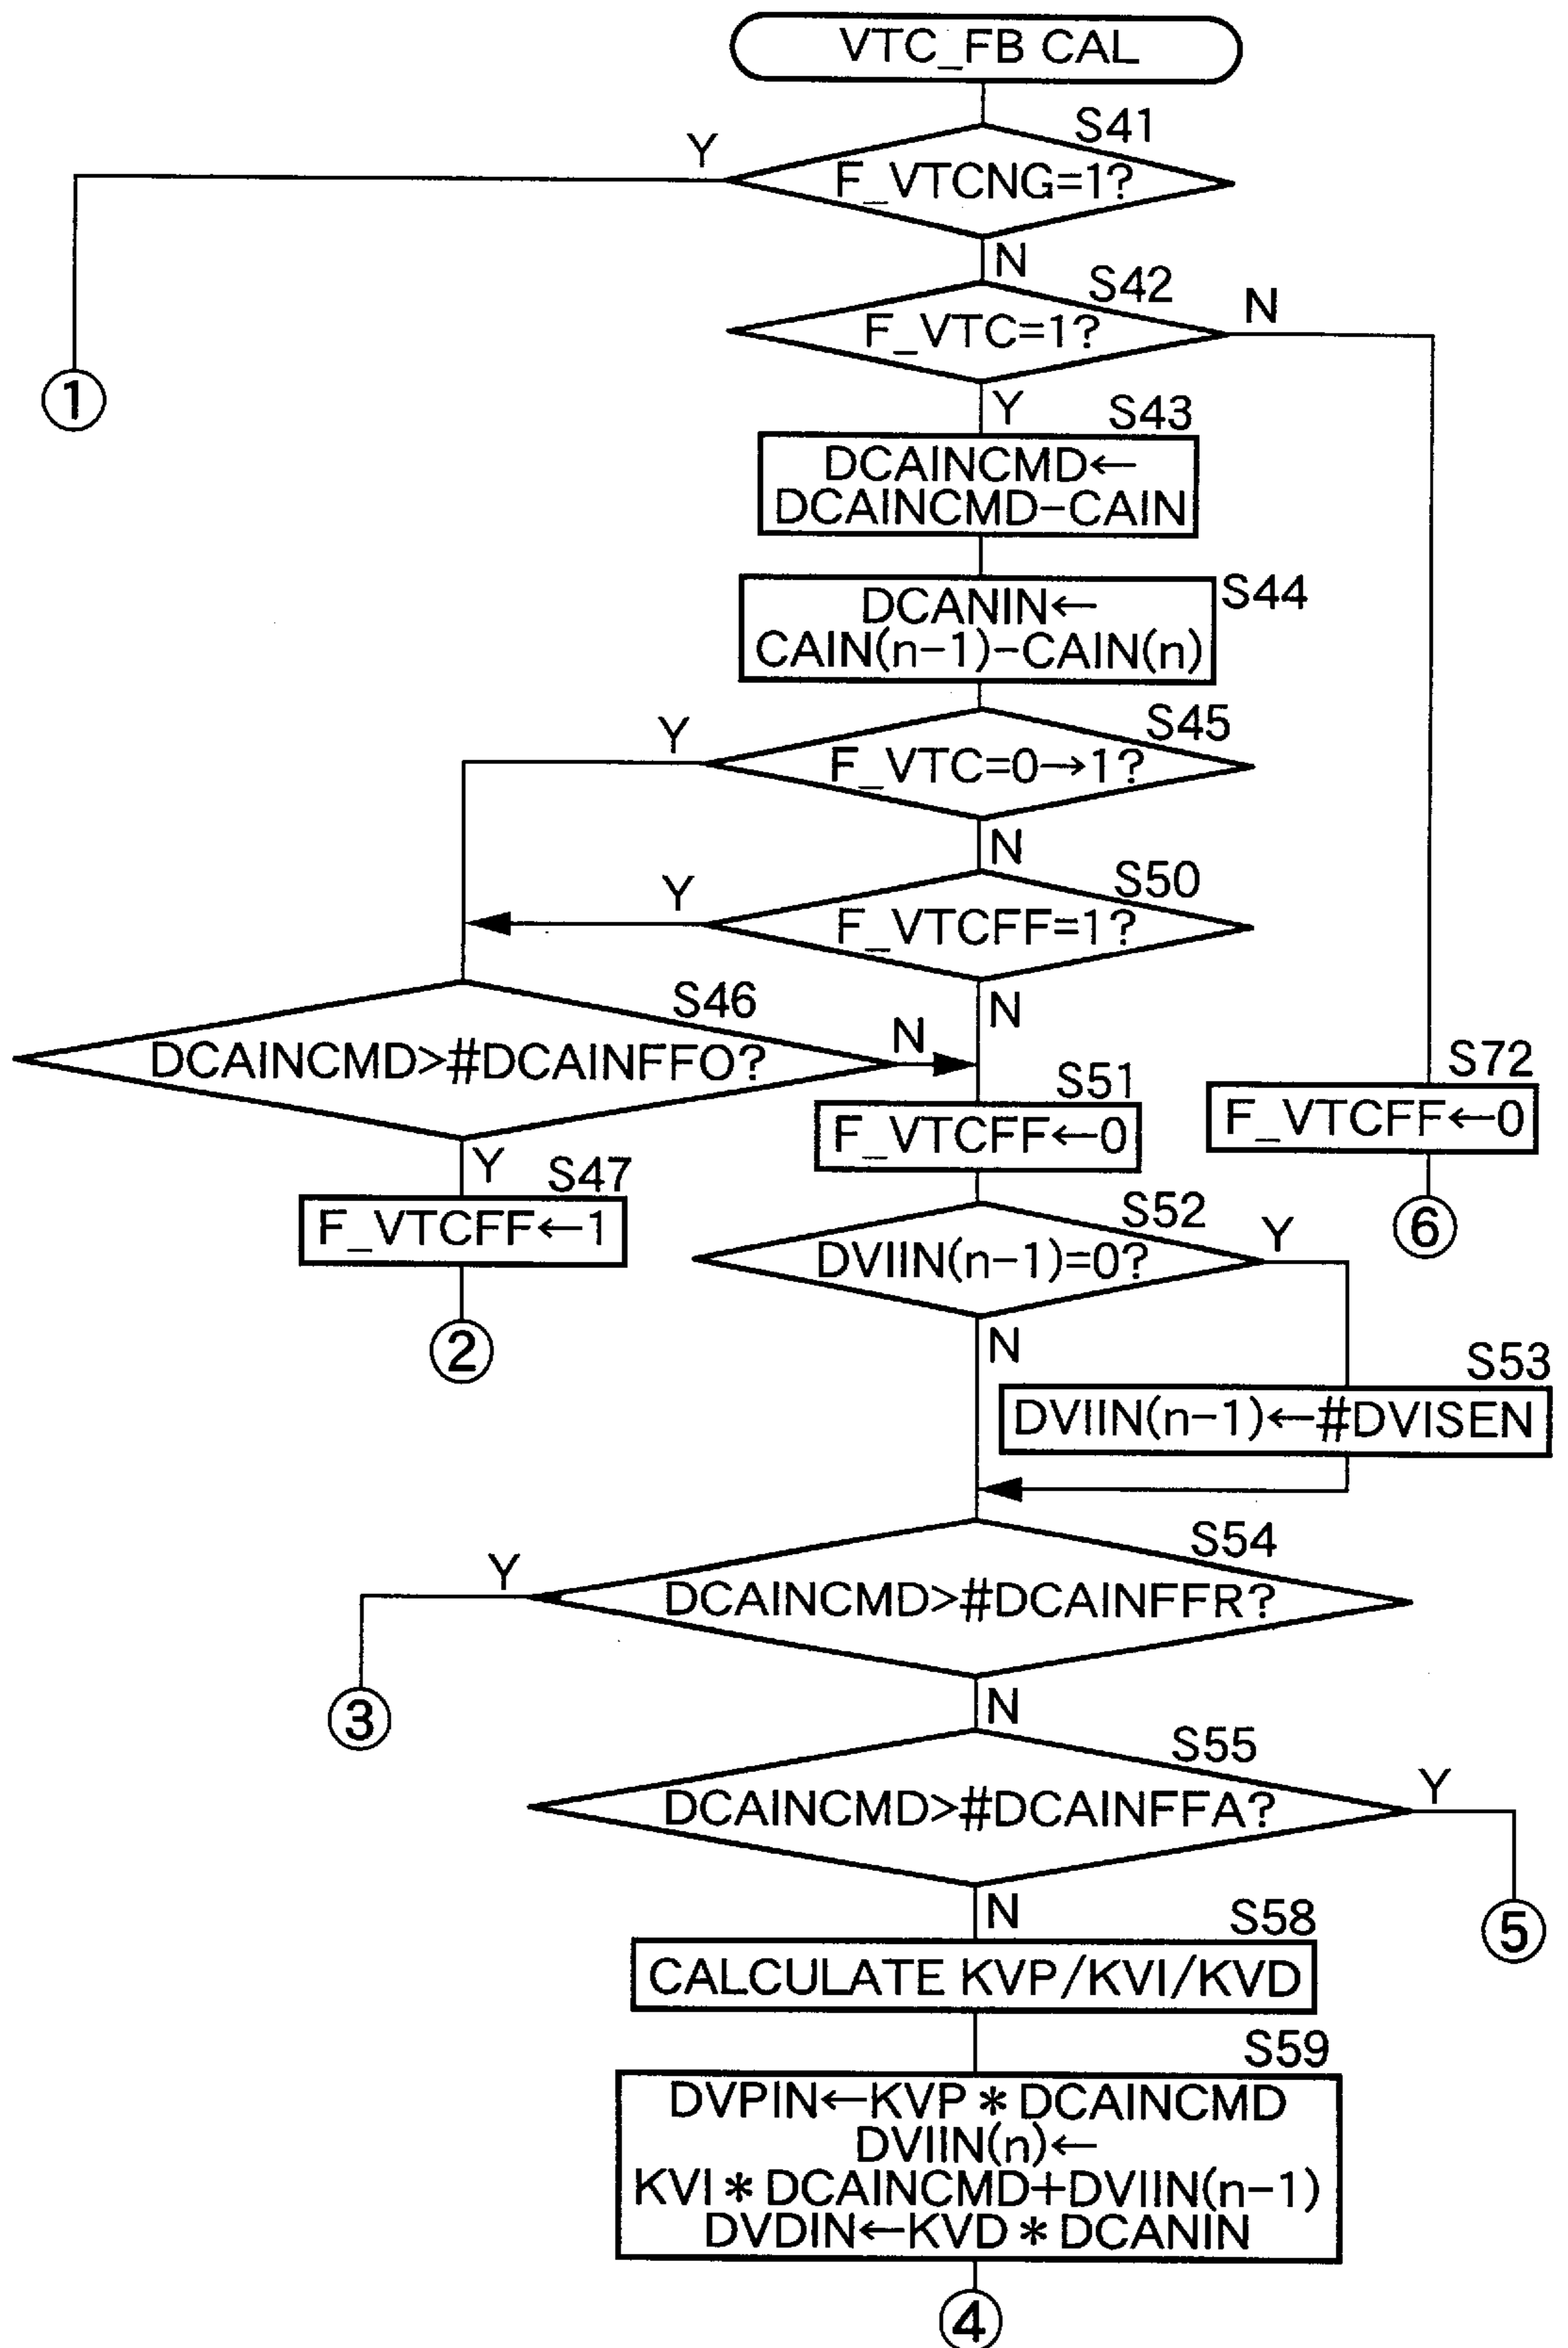 VTC_FB CAL
S41
Y
F_VTCNG=1?
N
S42
N
F_VTC=1?
①
Y
S43
DCAINCMD←
DCAINCMD-CAIN
S44
DCANIN←
CAIN(n-1)-CAIN(n)
S45
Y
F_VTC=0→1?
N
S50
Y
F_VTCFF=1?
S46
N
N
DCAINCMD>#DCAINFFO?
S51
S72
F_VTCFF←0
F_VTCFF←0
Y
S47
F_VTCFF←1
S52
Y
⑥
DVIIN(n-1)=0?
②
N
S53
DVIIN(n-1)←#DVISEN
S54
Y
DCAINCMD>#DCAINFFR?
③
N
S55
Y
DCAINCMD>#DCAINFFA?
N
S58
⑤
CALCULATE KVP/KVI/KVD
S59
DVPIN←KVP*DCAINCMD
DVIIN(n)←
KVI*DCAINCMD+DVIIN(n-1)
DVDIN←KVD*DCANIN
④